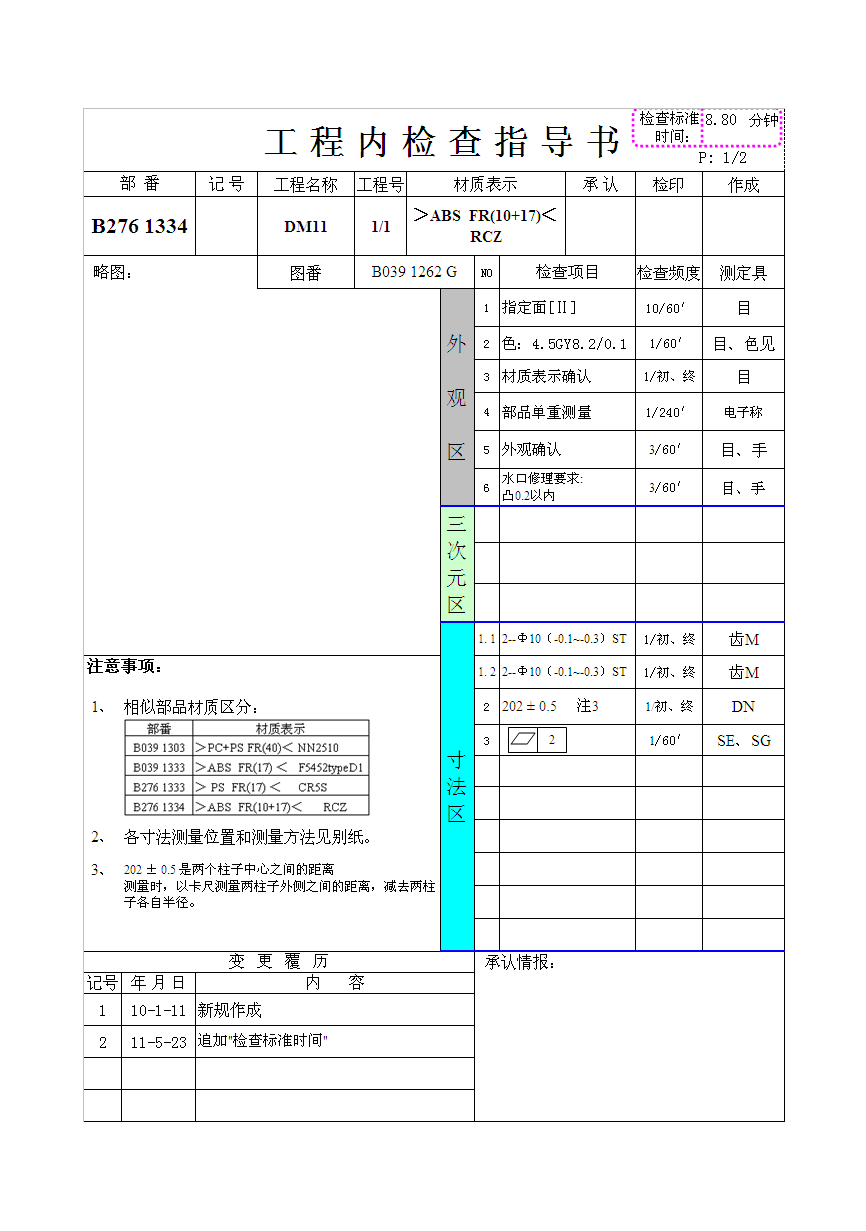 工程内检查指导书
检查标准时间: 8.80 分钟
P: 1/2
部 番 记 号 工程名称 工程号 材质表示 承 认 检印 作成
B276 1334 DM11 1/1 ＞ABS FR(10+17)＜
RCZ
略图: 图番 B039 1262 G NO 检查项目 检查频度 测定具
外观区
1 指定面[Ⅱ] 10/60′ 目
2 色: 4.5GY8.2/0.1 1/60′ 目、色见
3 材质表示确认 1/初、终 目
4 部品单重测量 1/240′ 电子称
5 外观确认 3/60′ 目、手
6 水口修理要求:
凸0.2以内 3/60′ 目、手
三次元区
寸法区
1.1 2--Φ10（-0.1~-0.3）ST 1/初、终 齿M
1.2 2--Φ10（-0.1~-0.3）ST 1/初、终 齿M
2 202 ± 0.5 注3 1/初、终 DN
3 ▱ 2 1/60′ SE、SG
注意事项:
1、 相似部品材质区分:
部番 材质表示
B039 1303 ＞PC+PS FR(40)＜ NN2510
B039 1333 ＞ABS FR(17)＜ F5452typeD1
B276 1333 ＞ PS FR(17)＜ CR5S
B276 1334 ＞ABS FR(10+17)＜ RCZ
2、 各寸法测量位置和测量方法见别纸。
3、 202 ± 0.5 是两个柱子中心之间的距离
测量时, 以卡尺测量两柱子外侧之间的距离, 减去两柱
子各自半径。
变 更 覆 历
记号 年 月 日 内 容
1 10-1-11 新规作成
2 11-5-23 追加"检查标准时间"
承认情报: